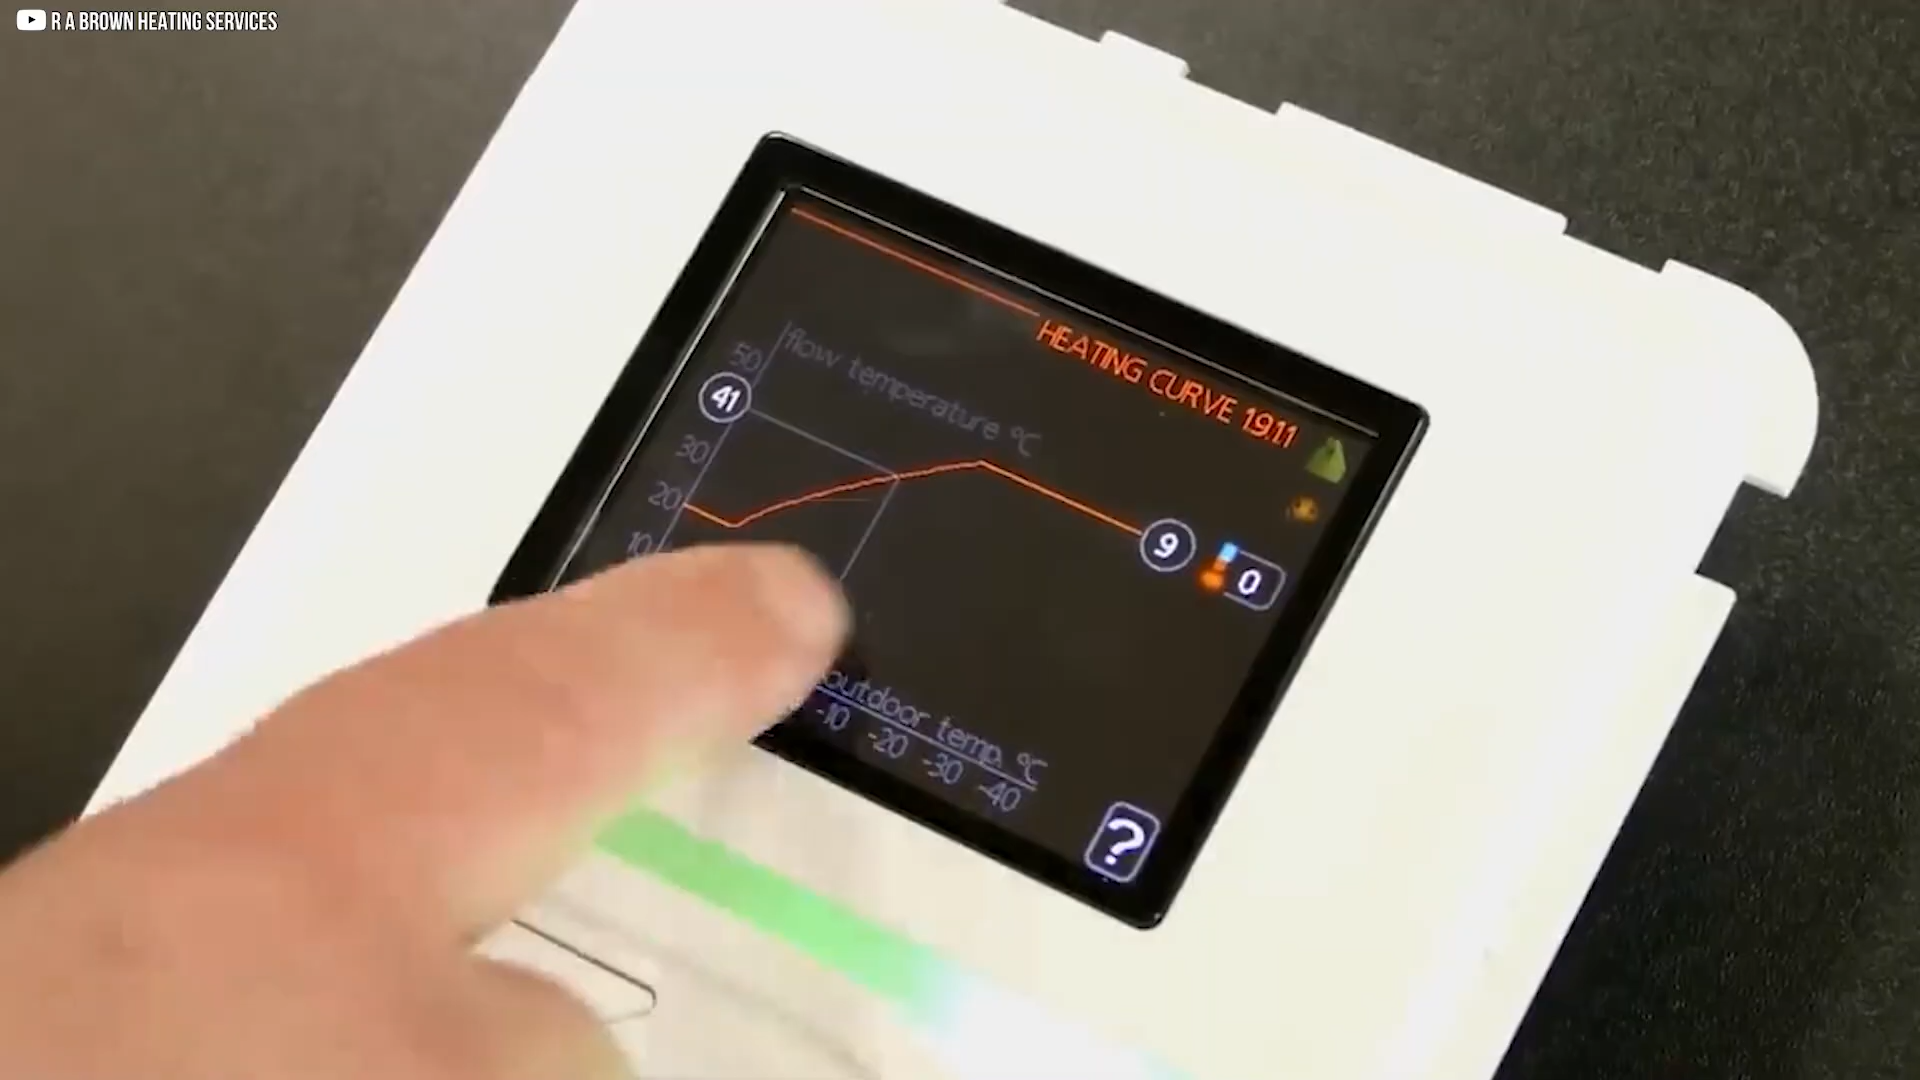 R A BROWN HEATING SERVICES
HEATING CURVE 1.9.1.1
flow temperature °C
50
41
30
20
10
9
0
outdoor temp. °C
-10 -20 -30 -40
?